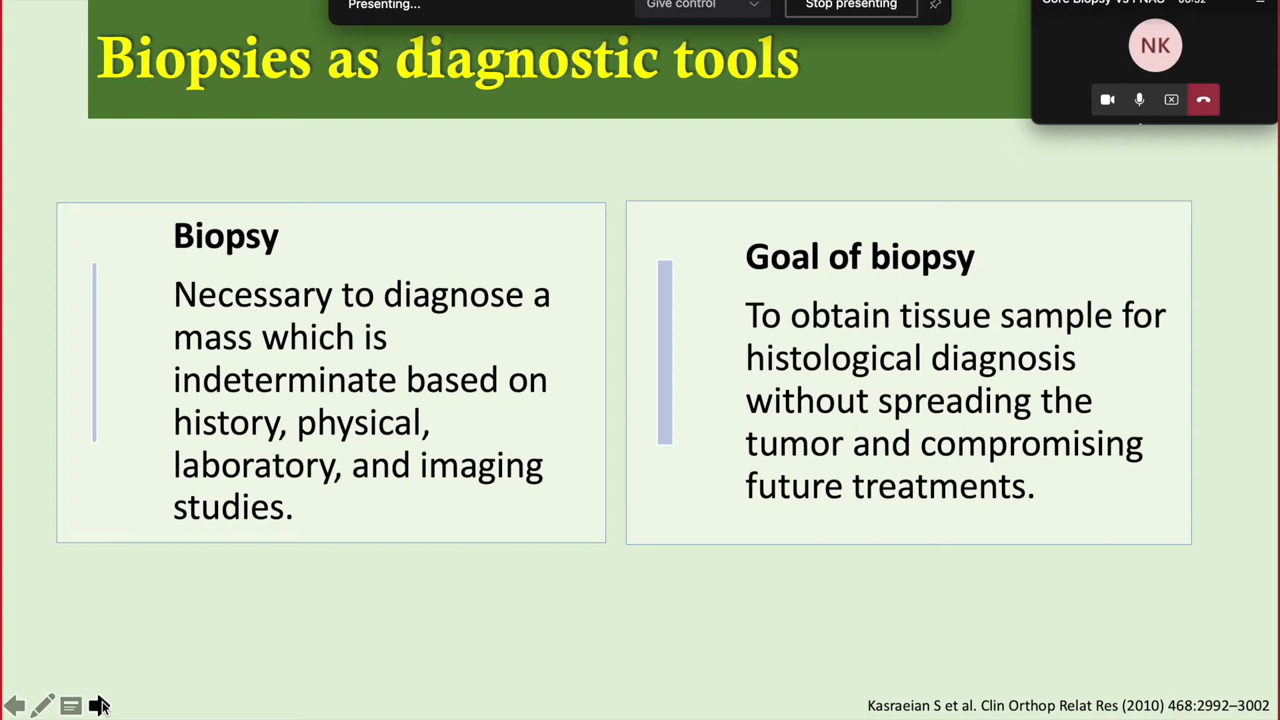 Presenting...
Give control
Stop presenting
Biopsies as diagnostic tools
NK
Biopsy
Necessary to diagnose a
mass which is
indeterminate based on
history, physical,
laboratory, and imaging
studies.
Goal of biopsy
To obtain tissue sample for
histological diagnosis
without spreading the
tumor and compromising
future treatments.
Kasraeian S et al. Clin Orthop Relat Res (2010) 468:2992–3002